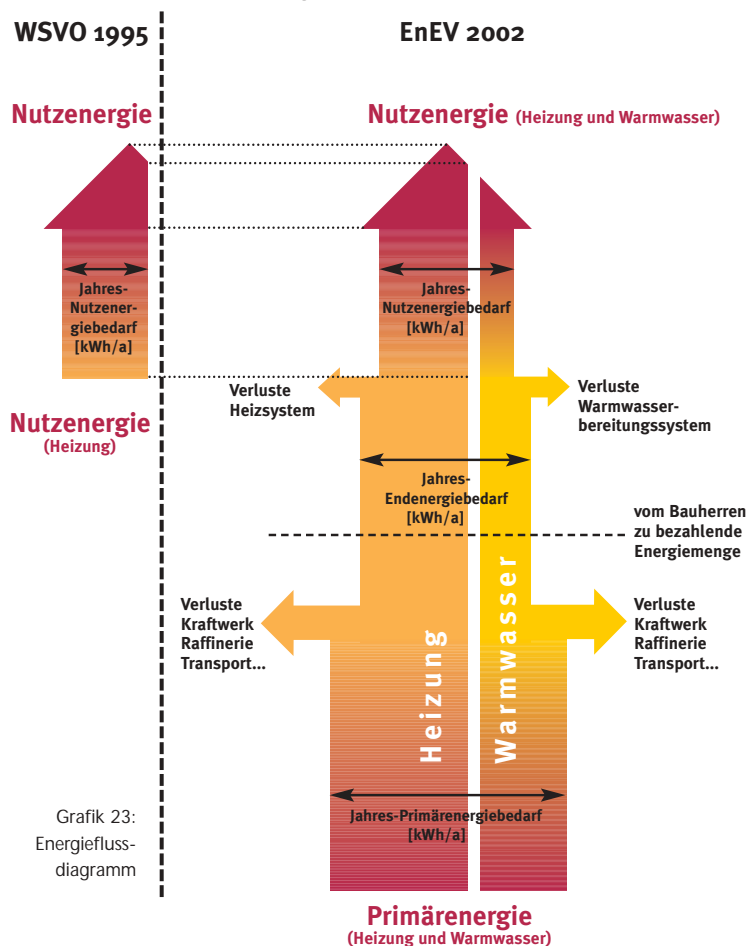 WSVO 1995
EnEV 2002
Nutzenergie
Nutzenergie (Heizung und Warmwasser)
Jahres-
Nutzener-
giebedarf
[kWh/a]
Jahres-
Nutzenergiebedarf
[kWh/a]
Verluste
Heizsystem
Verluste
Warmwasser-
bereitungssystem
Nutzenergie
(Heizung)
Jahres-
Endenergiebedarf
[kWh/a]
vom Bauherren
zu bezahlende
Energiemenge
Verluste
Kraftwerk
Raffinerie
Transport...
Heizung
Warmwasser
Verluste
Kraftwerk
Raffinerie
Transport...
Jahres-Primärenergiebedarf
[kWh/a]
Grafik 23:
Energiefluss-
diagramm
Primärenergie
(Heizung und Warmwasser)